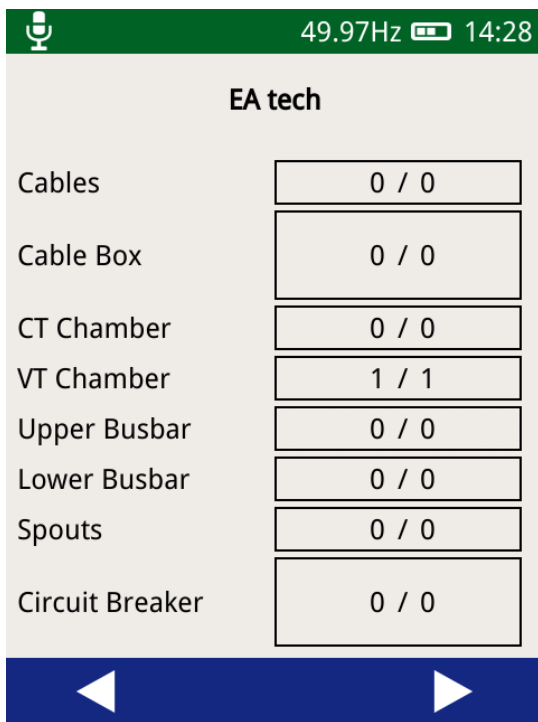 49.97Hz 14:28
EA tech
Cables 0 / 0
Cable Box 0 / 0
CT Chamber 0 / 0
VT Chamber 1 / 1
Upper Busbar 0 / 0
Lower Busbar 0 / 0
Spouts 0 / 0
Circuit Breaker 0 / 0